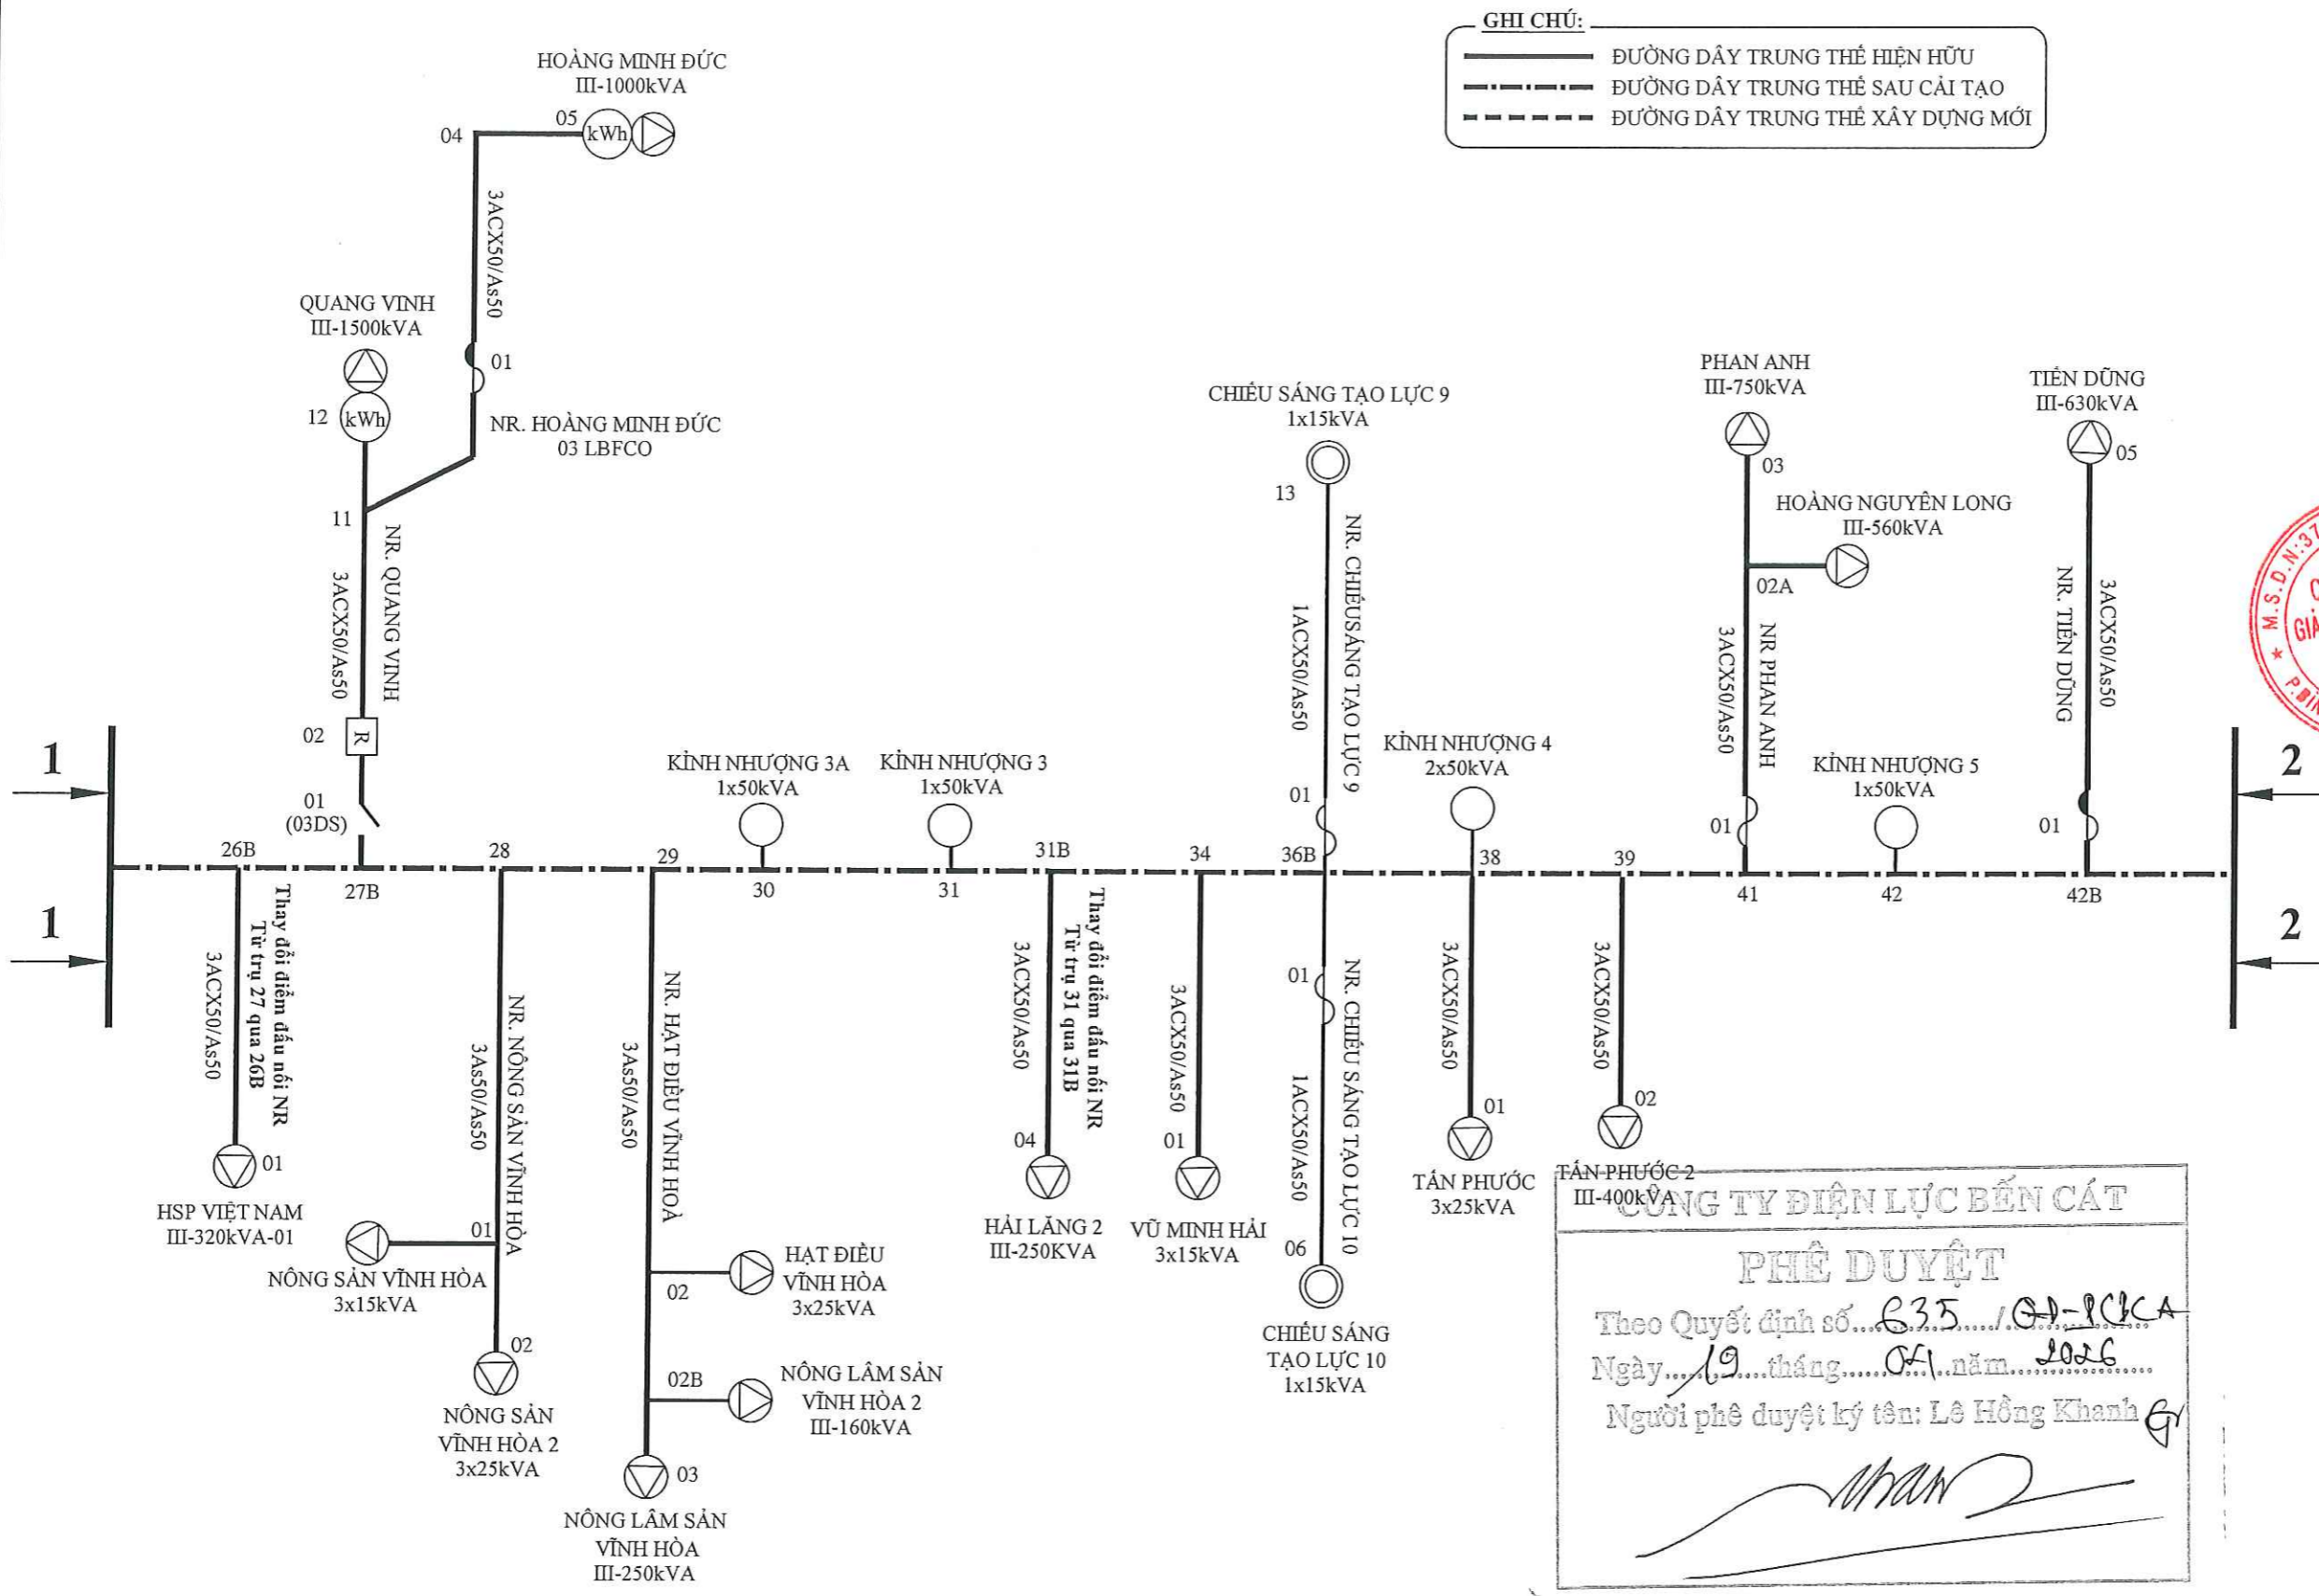 GHI CHÚ:
ĐƯỜNG DÂY TRUNG THẾ HIỆN HỮU
ĐƯỜNG DÂY TRUNG THẾ SAU CẢI TẠO
ĐƯỜNG DÂY TRUNG THẾ XÂY DỰNG MỚI
HOÀNG MINH ĐỨC
III-1000kVA
05
kWh
04
3ACX50/As50
01
NR. HOÀNG MINH ĐỨC
03 LBFCO
QUANG VINH
III-1500kVA
12
kWh
11
NR. QUANG VINH
3ACX50/As50
02
R
01
(03DS)
CHIẾU SÁNG TẠO LỰC 9
1x15kVA
13
NR. CHIẾUSÁNG TẠO LỰC 9
1ACX50/As50
01
PHAN ANH
III-750kVA
03
HOÀNG NGUYÊN LONG
III-560kVA
02A
NR PHAN ANH
3ACX50/As50
01
TIẾN DŨNG
III-630kVA
05
3ACX50/As50
NR. TIẾN DŨNG
01
M.S.D.N:37
1
1
2
2
KỈNH NHƯỢNG 3A
1x50kVA
KỈNH NHƯỢNG 3
1x50kVA
KỈNH NHƯỢNG 4
2x50kVA
KỈNH NHƯỢNG 5
1x50kVA
26B
27B
28
29
30
31
31B
34
36B
38
39
41
42
42B
Thay đổi điểm đấu nối NR
Từ trụ 27 qua 26B
3ACX50/As50
01
HSP VIỆT NAM
III-320kVA-01
NR. NÔNG SẢN VĨNH HÒA
3As50/As50
01
NÔNG SẢN VĨNH HÒA
3x15kVA
02
NÔNG SẢN
VĨNH HÒA 2
3x25kVA
NR. HẠT ĐIỀU VĨNH HOÀ
3As50/As50
02
HẠT ĐIỀU
VĨNH HÒA
3x25kVA
02B
NÔNG LÂM SẢN
VĨNH HÒA 2
III-160kVA
03
NÔNG LÂM SẢN
VĨNH HÒA
III-250kVA
Thay đổi điểm đấu nối NR
Từ trụ 31 qua 31B
3ACX50/As50
04
HẢI LĂNG 2
III-250KVA
3ACX50/As50
01
VŨ MINH HẢI
3x15kVA
01
NR. CHIẾU SÁNG TẠO LỰC 10
1ACX50/As50
06
CHIẾU SÁNG
TẠO LỰC 10
1x15kVA
3ACX50/As50
01
TẤN PHƯỚC
3x25kVA
3ACX50/As50
02
TẤN PHƯỚC 2
III-400kVA
CÔNG TY ĐIỆN LỰC BẾN CÁT
PHÊ DUYỆT
Theo Quyết định số....635..../QĐ-PCBCA
Ngày....19....tháng....04....năm....2026....
Người phê duyệt ký tên: Lê Hồng Khanh